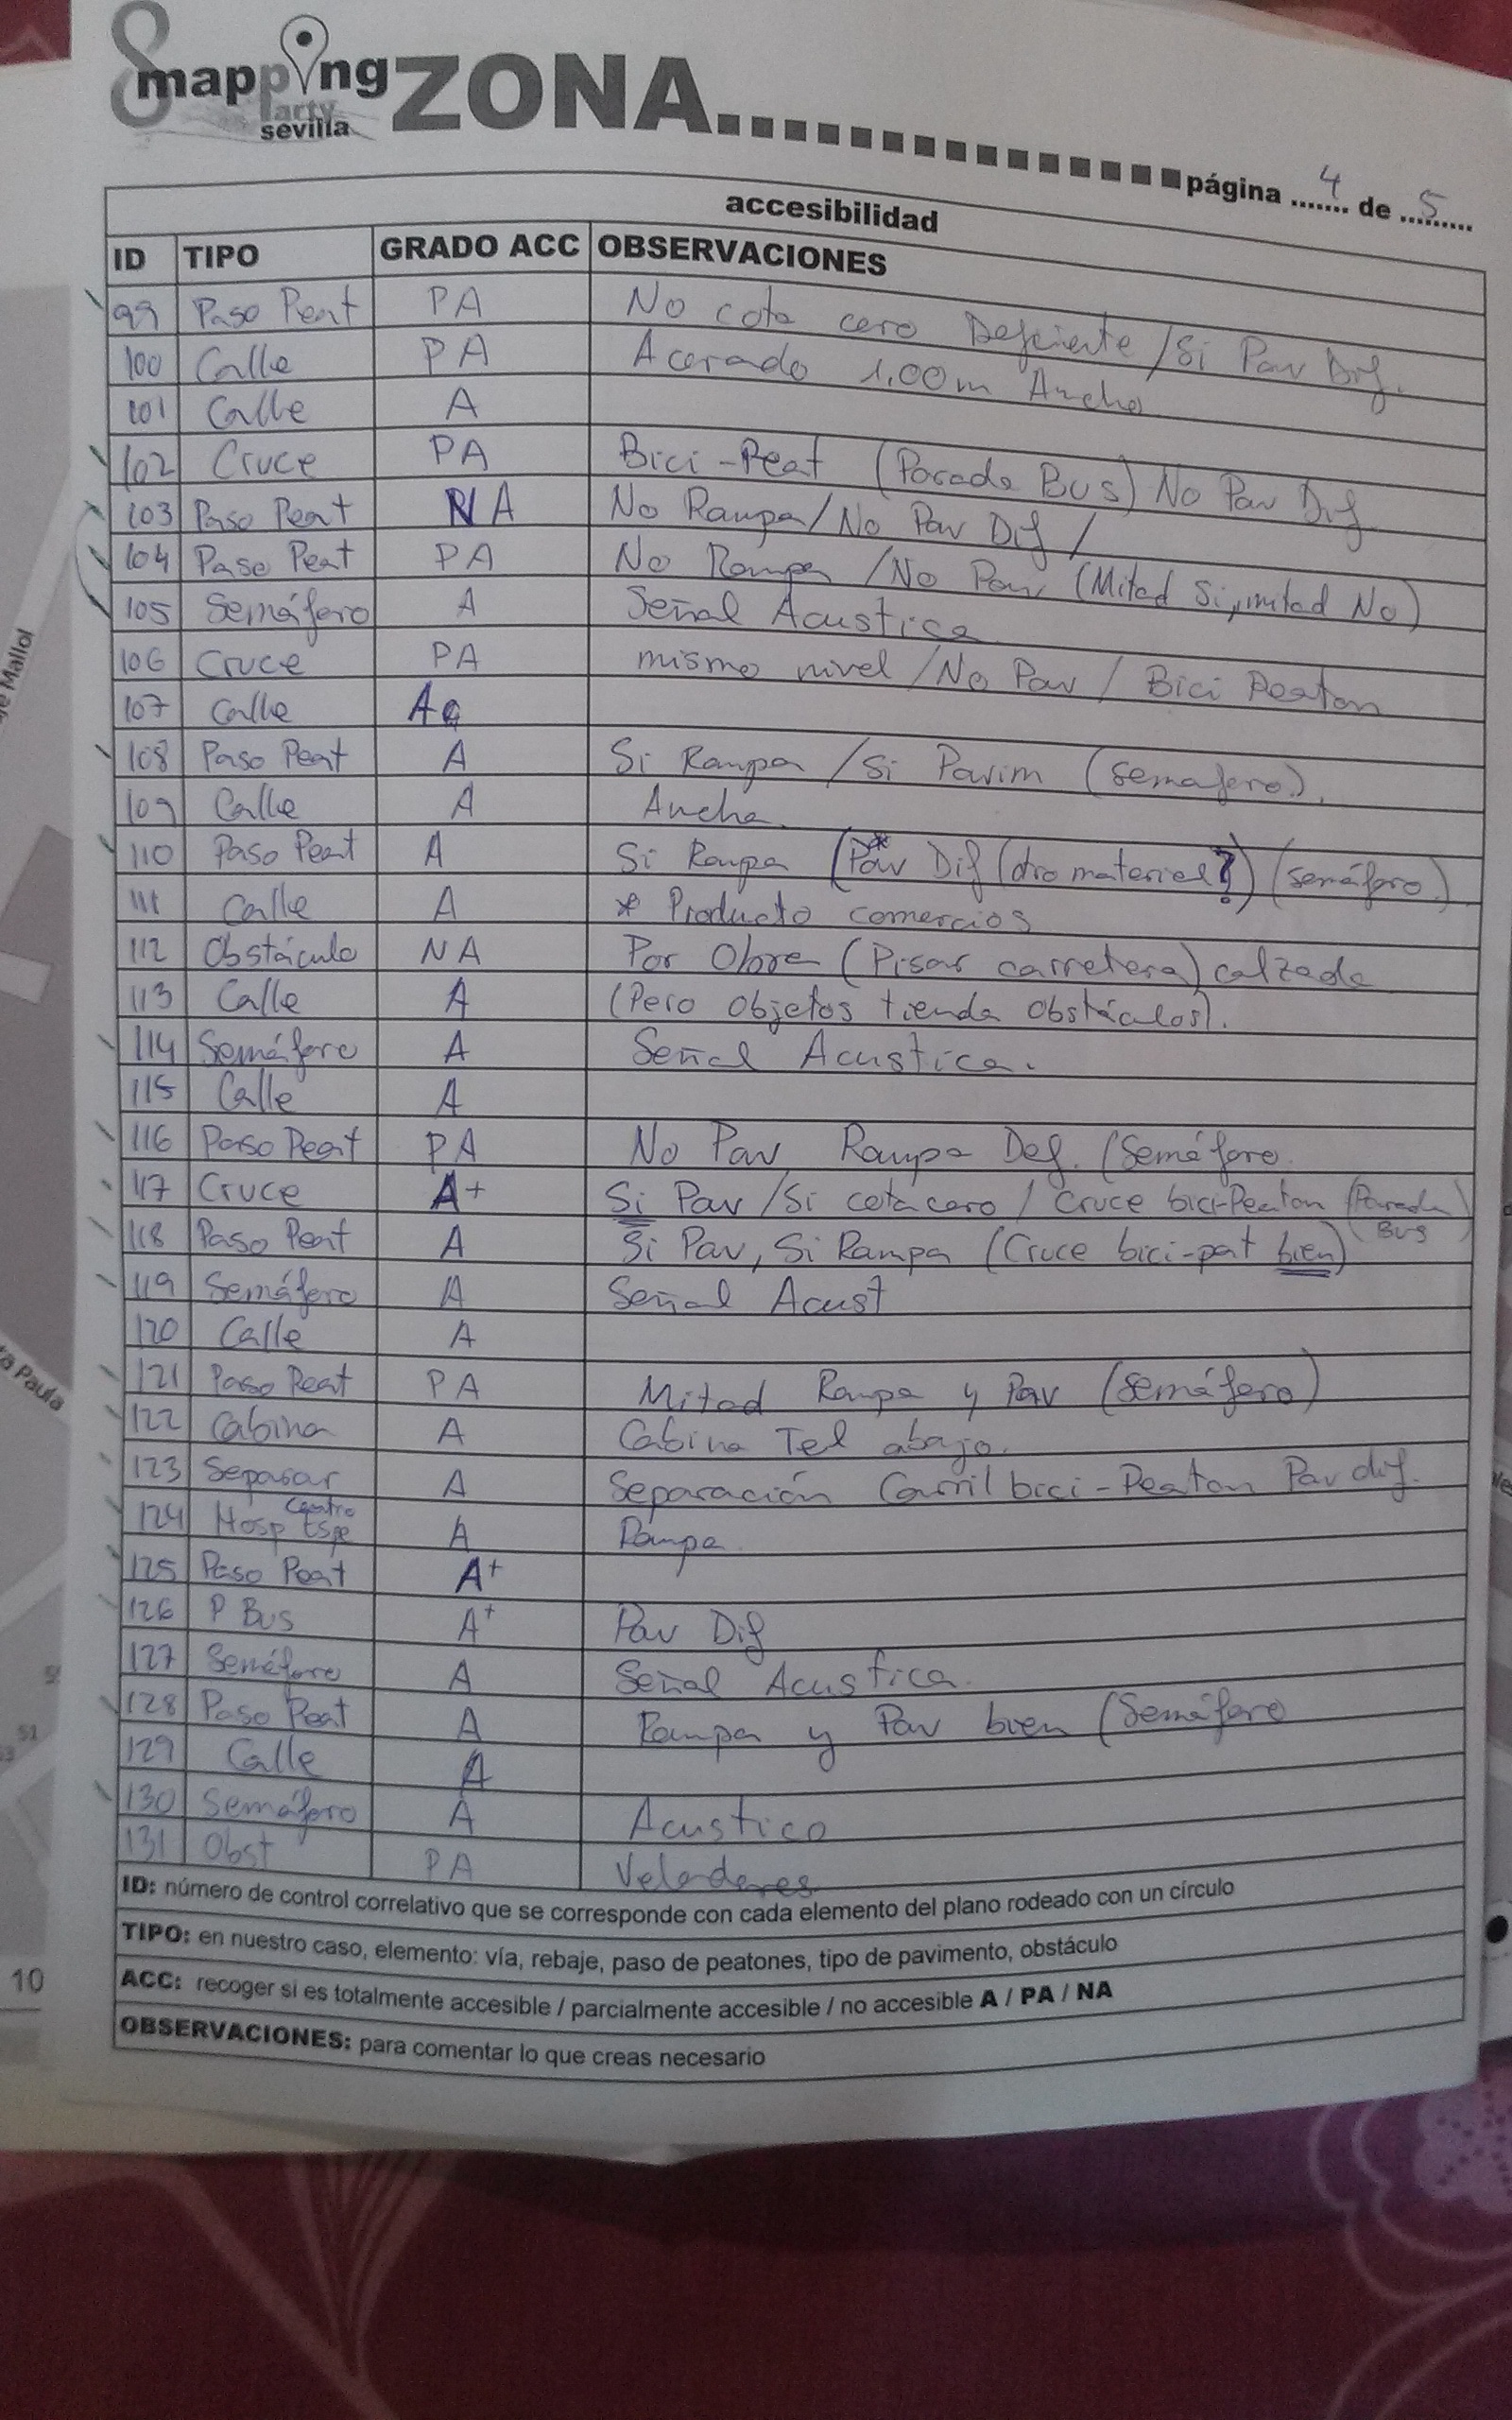 mapping ZONA
party
sevilla
página 4 de 5
accesibilidad
ID TIPO GRADO ACC OBSERVACIONES
99 Paso Peat PA No cota cero Deficiente / Si Pav Dif.
100 Calle PA Acerado 1,00m Ancho
101 Calle A
102 Cruce PA Bici-Peat (Parada Bus) No Pav Dif
103 Paso Peat NA No Rampa / No Pav Dif /
104 Paso Peat PA No Rampa / No Pav (Mitad Si, mitad No)
105 Semáforo A Señal Acustica
106 Cruce PA mismo nivel / No Pav / Bici Peaton
107 Calle A
108 Paso Peat A Si Rampa / Si Pavim (semaforo).
109 Calle A Ancha.
110 Paso Peat A Si Rampa (Pav* Dif (otro material?) (semáforo)
111 Calle A * Producto comercios
112 Obstáculo NA Por Obra (Pisar carretera) calzada
113 Calle A (Pero Objetos tienda Obstáculos).
114 Semáforo A Señal Acustica.
115 Calle A
116 Paso Peat PA No Pav Rampa Def. (Semáforo
117 Cruce A+ Si Pav / Si cota cero / Cruce bici-Peaton (Parada Bus)
118 Paso Peat A Si Pav, Si Rampa (Cruce bici-peat bien)
119 Semáforo A Señal Acust
120 Calle A
121 Paso Peat PA Mitad Rampa y Pav (semáforo)
122 Cabina A Cabina Tel abajo.
123 Separar A Separación Carril bici-Peaton Pav dif.
124 Hosp Centro Espe A Rampa
125 Paso Peat A+
126 P Bus A+ Pav Dif
127 Semáforo A Señal Acustica.
128 Paso Peat A Rampa y Pav bien (Semáforo
129 Calle A
130 Semáforo A Acustico
131 Obst PA Veladores
ID: número de control correlativo que se corresponde con cada elemento del plano rodeado con un círculo
TIPO: en nuestro caso, elemento: vía, rebaje, paso de peatones, tipo de pavimento, obstáculo
ACC: recoger si es totalmente accesible / parcialmente accesible / no accesible A / PA / NA
OBSERVACIONES: para comentar lo que creas necesario
Mallol
Paula
51
10